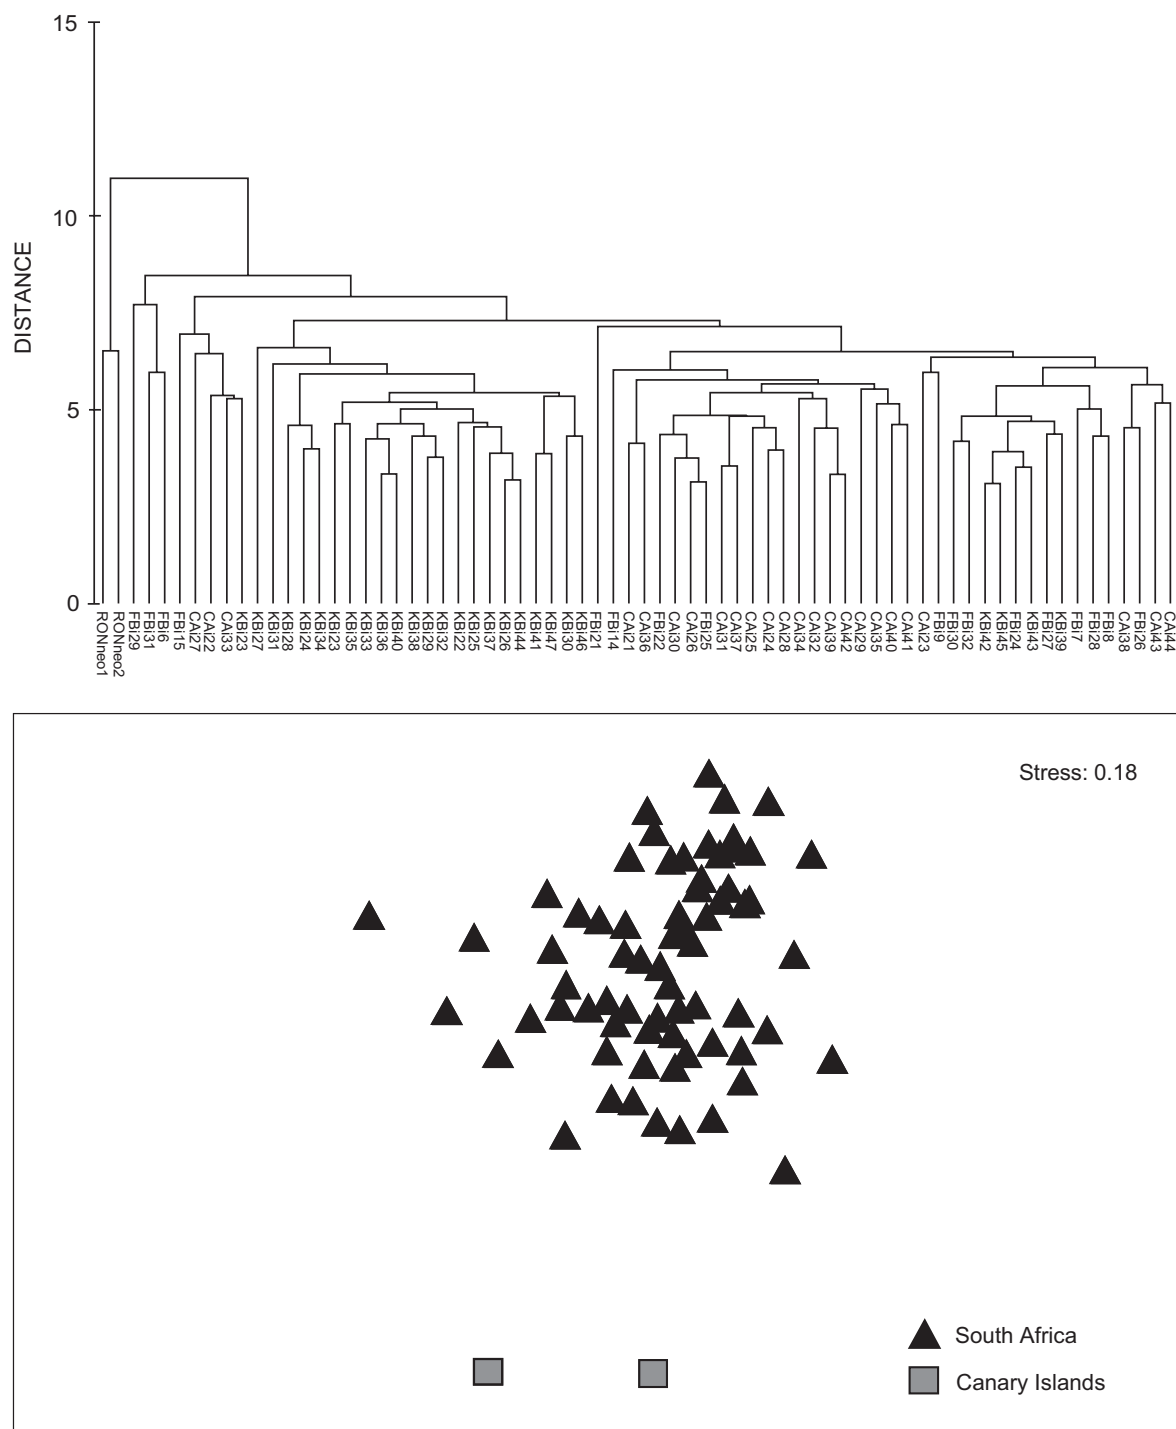 15
10
5
0
DISTANCE
RONneo1
RONneo2
FBi29
FBi31
FBi6
FBi15
CAi27
CAi22
CAi33
KBi23
KBi27
KBi31
KBi28
KBi24
KBi34
KBi23
KBi35
KBi33
KBi36
KBi40
KBi38
KBi29
KBi32
KBi22
KBi25
KBi37
KBi26
KBi44
KBi41
KBi47
KBi30
KBi46
FBi21
FBi14
CAi21
CAi36
FBi22
CAi30
CAi26
FBi25
CAi31
CAi37
CAi25
CAi24
CAi28
CAi34
CAi32
CAi39
CAi42
CAi29
CAi35
CAi40
CAi41
CAi23
FBi9
FBi30
FBi32
KBi42
KBi45
FBi24
KBi43
FBi27
KBi39
FBi7
FBi28
FBi8
CAi38
FBi26
CAi43
CAi44
Stress: 0.18
South Africa
Canary Islands